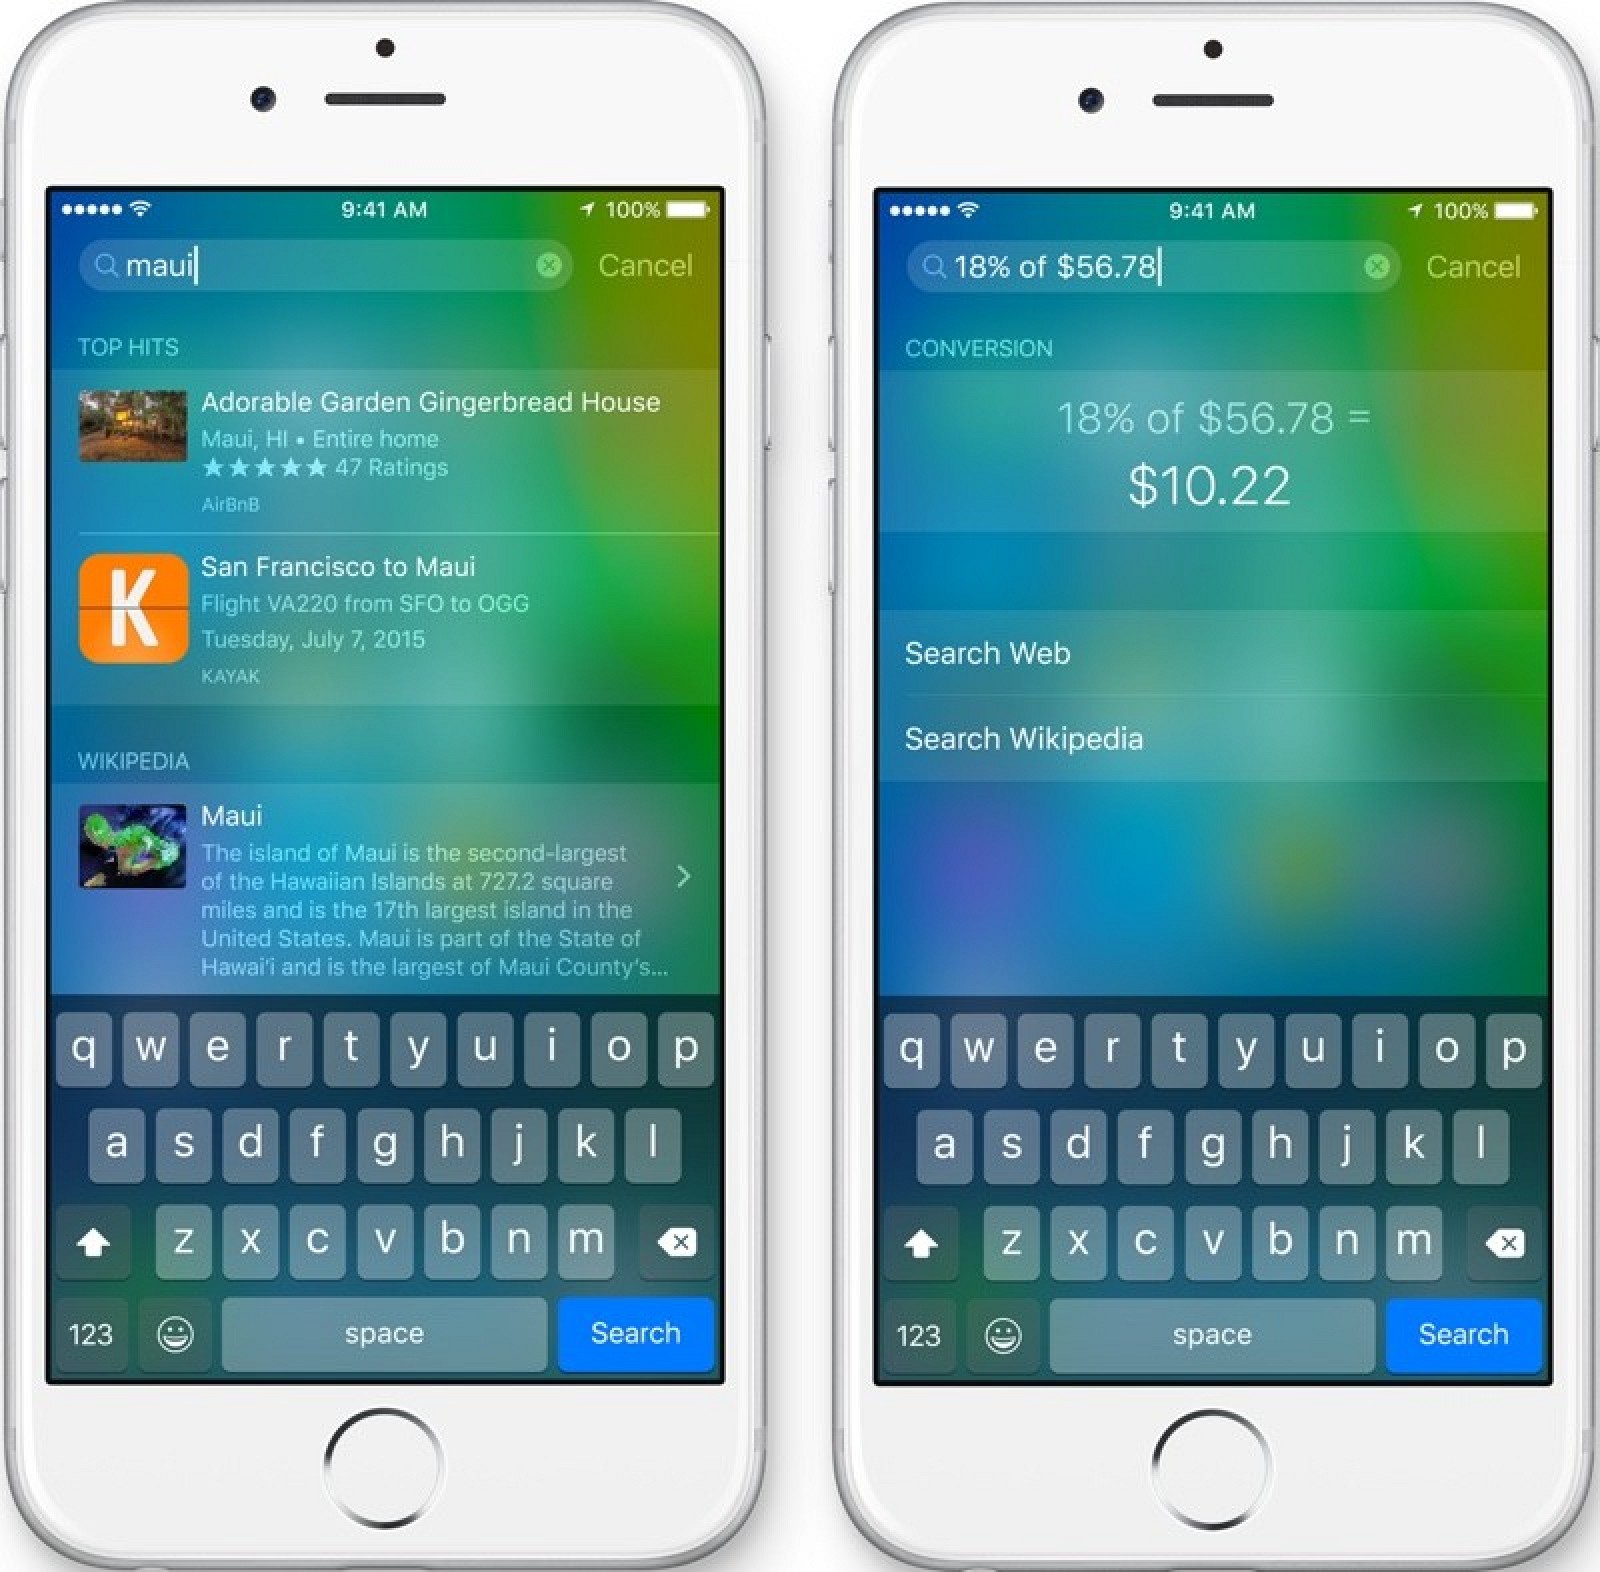 9:41 AM 100%
maui Cancel
TOP HITS
Adorable Garden Gingerbread House
Maui, HI • Entire home
★★★★★ 47 Ratings
AirBnB
K
San Francisco to Maui
Flight VA220 from SFO to OGG
Tuesday, July 7, 2015
KAYAK
WIKIPEDIA
Maui
The island of Maui is the second-largest
of the Hawaiian Islands at 727.2 square
miles and is the 17th largest island in the
United States. Maui is part of the State of
Hawai'i and is the largest of Maui County's...
q w e r t y u i o p
a s d f g h j k l
z x c v b n m
123 space Search
9:41 AM 100%
18% of $56.78 Cancel
CONVERSION
18% of $56.78 =
$10.22
Search Web
Search Wikipedia
q w e r t y u i o p
a s d f g h j k l
z x c v b n m
123 space Search